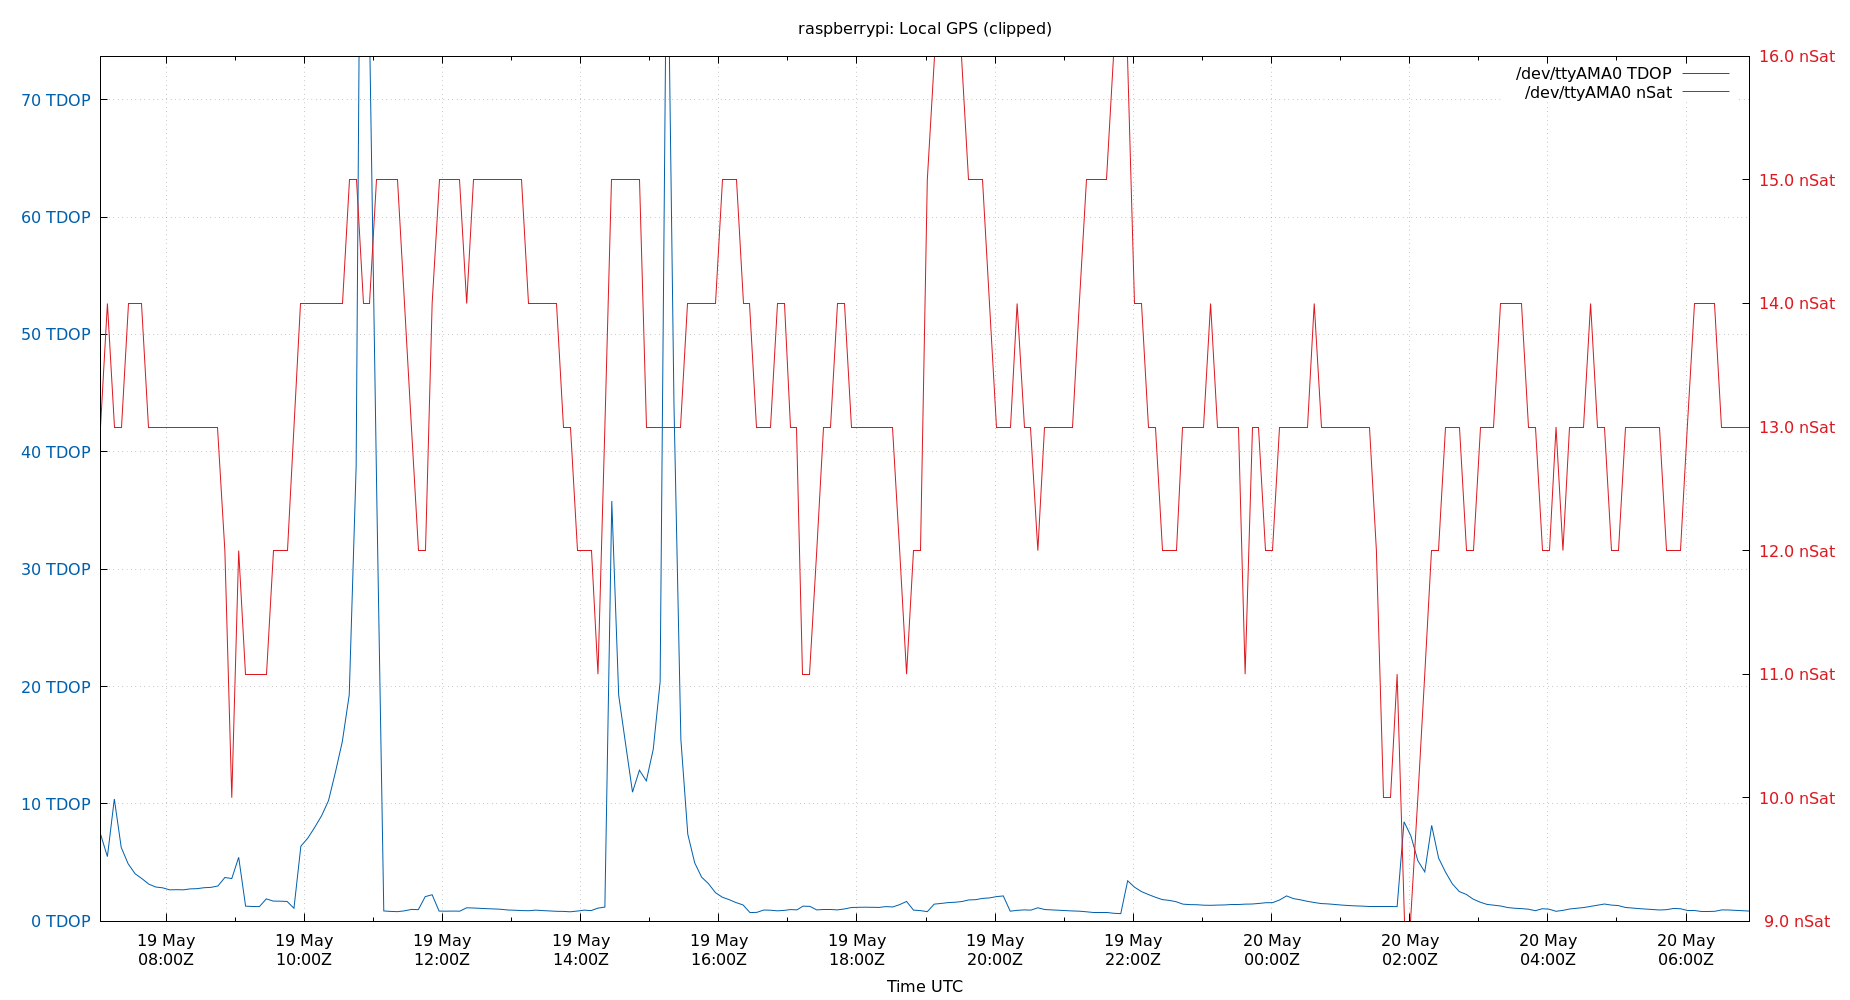 raspberrypi: Local GPS (clipped)
/dev/ttyAMA0 TDOP
/dev/ttyAMA0 nSat
70 TDOP
60 TDOP
50 TDOP
40 TDOP
30 TDOP
20 TDOP
10 TDOP
0 TDOP
16.0 nSat
15.0 nSat
14.0 nSat
13.0 nSat
12.0 nSat
11.0 nSat
10.0 nSat
9.0 nSat
19 May 19 May 19 May 19 May 19 May 19 May 19 May 19 May 20 May 20 May 20 May 20 May
08:00Z 10:00Z 12:00Z 14:00Z 16:00Z 18:00Z 20:00Z 22:00Z 00:00Z 02:00Z 04:00Z 06:00Z
Time UTC